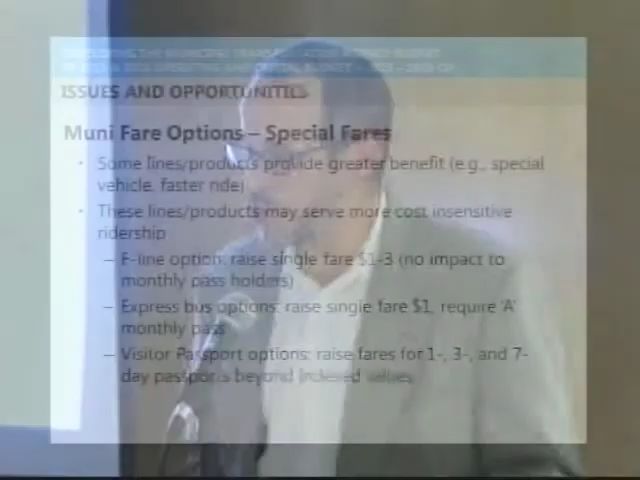 ISSUES AND OPPORTUNITIES
Muni Fare Options – Special Fares
• Some lines/products provide greater benefit (e.g., special
vehicle, faster ride)
• These lines/products may serve more cost insensitive
ridership
– F-line option: raise single fare $1-3 (no impact to
monthly pass holders)
– Express bus options: raise single fare $1, require 'A'
monthly pass
– Visitor Passport options: raise fares for 1-, 3-, and 7-
day passports beyond indexed values